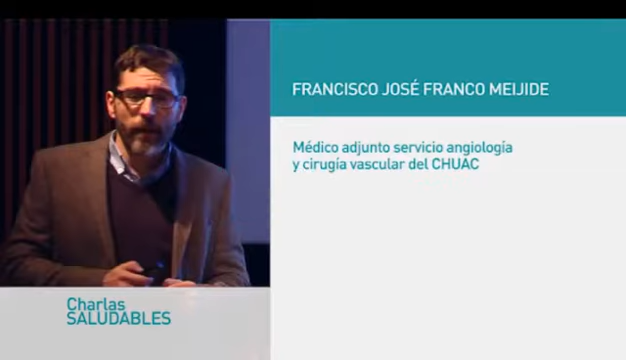 FRANCISCO JOSÉ FRANCO MEIJIDE
Médico adjunto servicio angiología
y cirugía vascular del CHUAC
Charlas
SALUDABLES